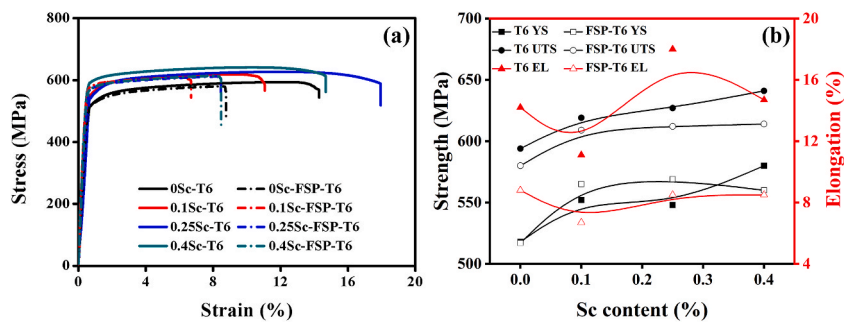 (a)
Stress (MPa)
800
600
400
200
0
0Sc-T6 0Sc-FSP-T6
0.1Sc-T6 0.1Sc-FSP-T6
0.25Sc-T6 0.25Sc-FSP-T6
0.4Sc-T6 0.4Sc-FSP-T6
0 4 8 12 16 20
Strain (%)
(b)
Strength (MPa)
700
650
600
550
500
T6 YS FSP-T6 YS
T6 UTS FSP-T6 UTS
T6 EL FSP-T6 EL
20
16
12
8
4
Elongation (%)
0.0 0.1 0.2 0.3 0.4
Sc content (%)